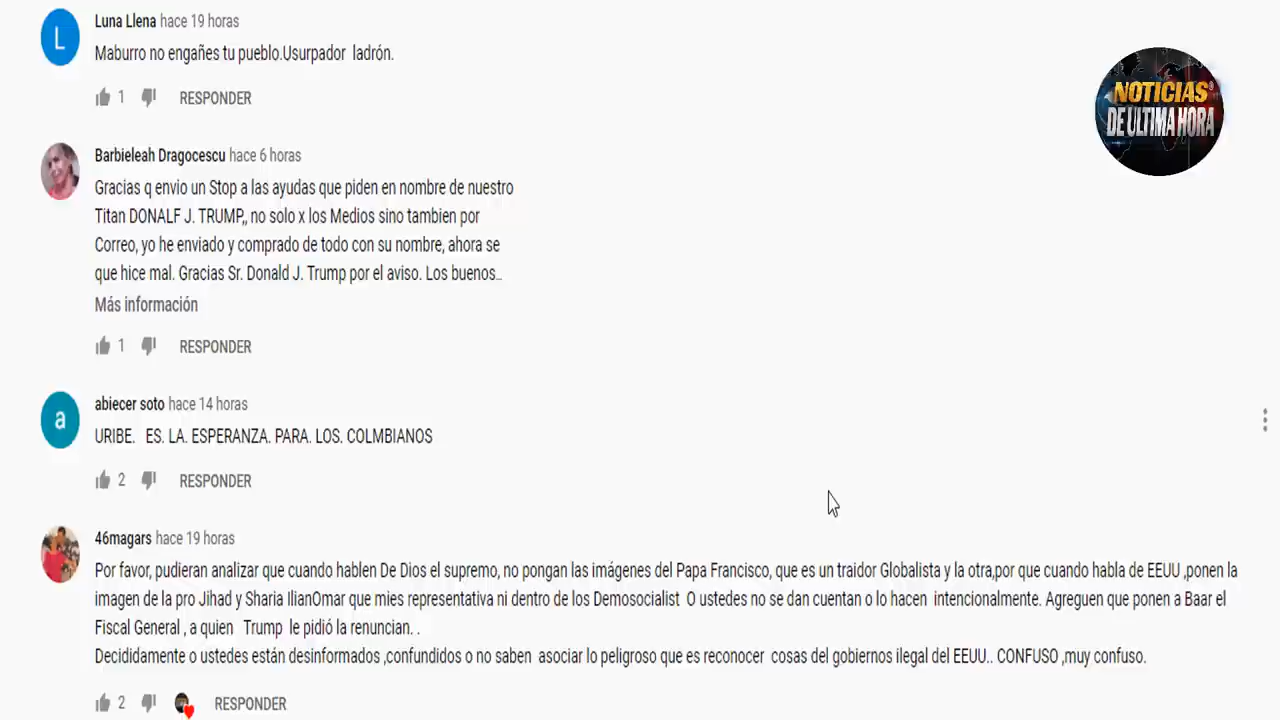 Luna Llena hace 19 horas
Maburro no engañes tu pueblo.Usurpador ladrón.
1 RESPONDER
NOTICIAS®
DE ULTIMA HORA
Barbieleah Dragocescu hace 6 horas
Gracias q envio un Stop a las ayudas que piden en nombre de nuestro
Titan DONALF J. TRUMP,, no solo x los Medios sino tambien por
Correo, yo he enviado y comprado de todo con su nombre, ahora se
que hice mal. Gracias Sr. Donald J. Trump por el aviso. Los buenos...
Más información
1 RESPONDER
abiecer soto hace 14 horas
URIBE. ES. LA. ESPERANZA. PARA. LOS. COLMBIANOS
2 RESPONDER
46magars hace 19 horas
Por favor, pudieran analizar que cuando hablen De Dios el supremo, no pongan las imágenes del Papa Francisco, que es un traidor Globalista y la otra,por que cuando habla de EEUU ,ponen la
imagen de la pro Jihad y Sharia IlianOmar que mies representativa ni dentro de los Demosocialist O ustedes no se dan cuentan o lo hacen intencionalmente. Agreguen que ponen a Baar el
Fiscal General , a quien Trump le pidió la renuncian. .
Decididamente o ustedes están desinformados ,confundidos o no saben asociar lo peligroso que es reconocer cosas del gobiernos ilegal del EEUU.. CONFUSO ,muy confuso.
2 RESPONDER